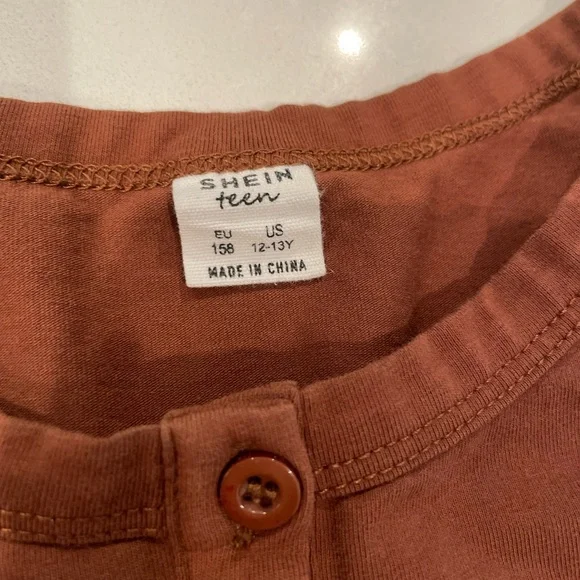 SHEIN
teen
EU US
158 12-13Y
MADE IN CHINA